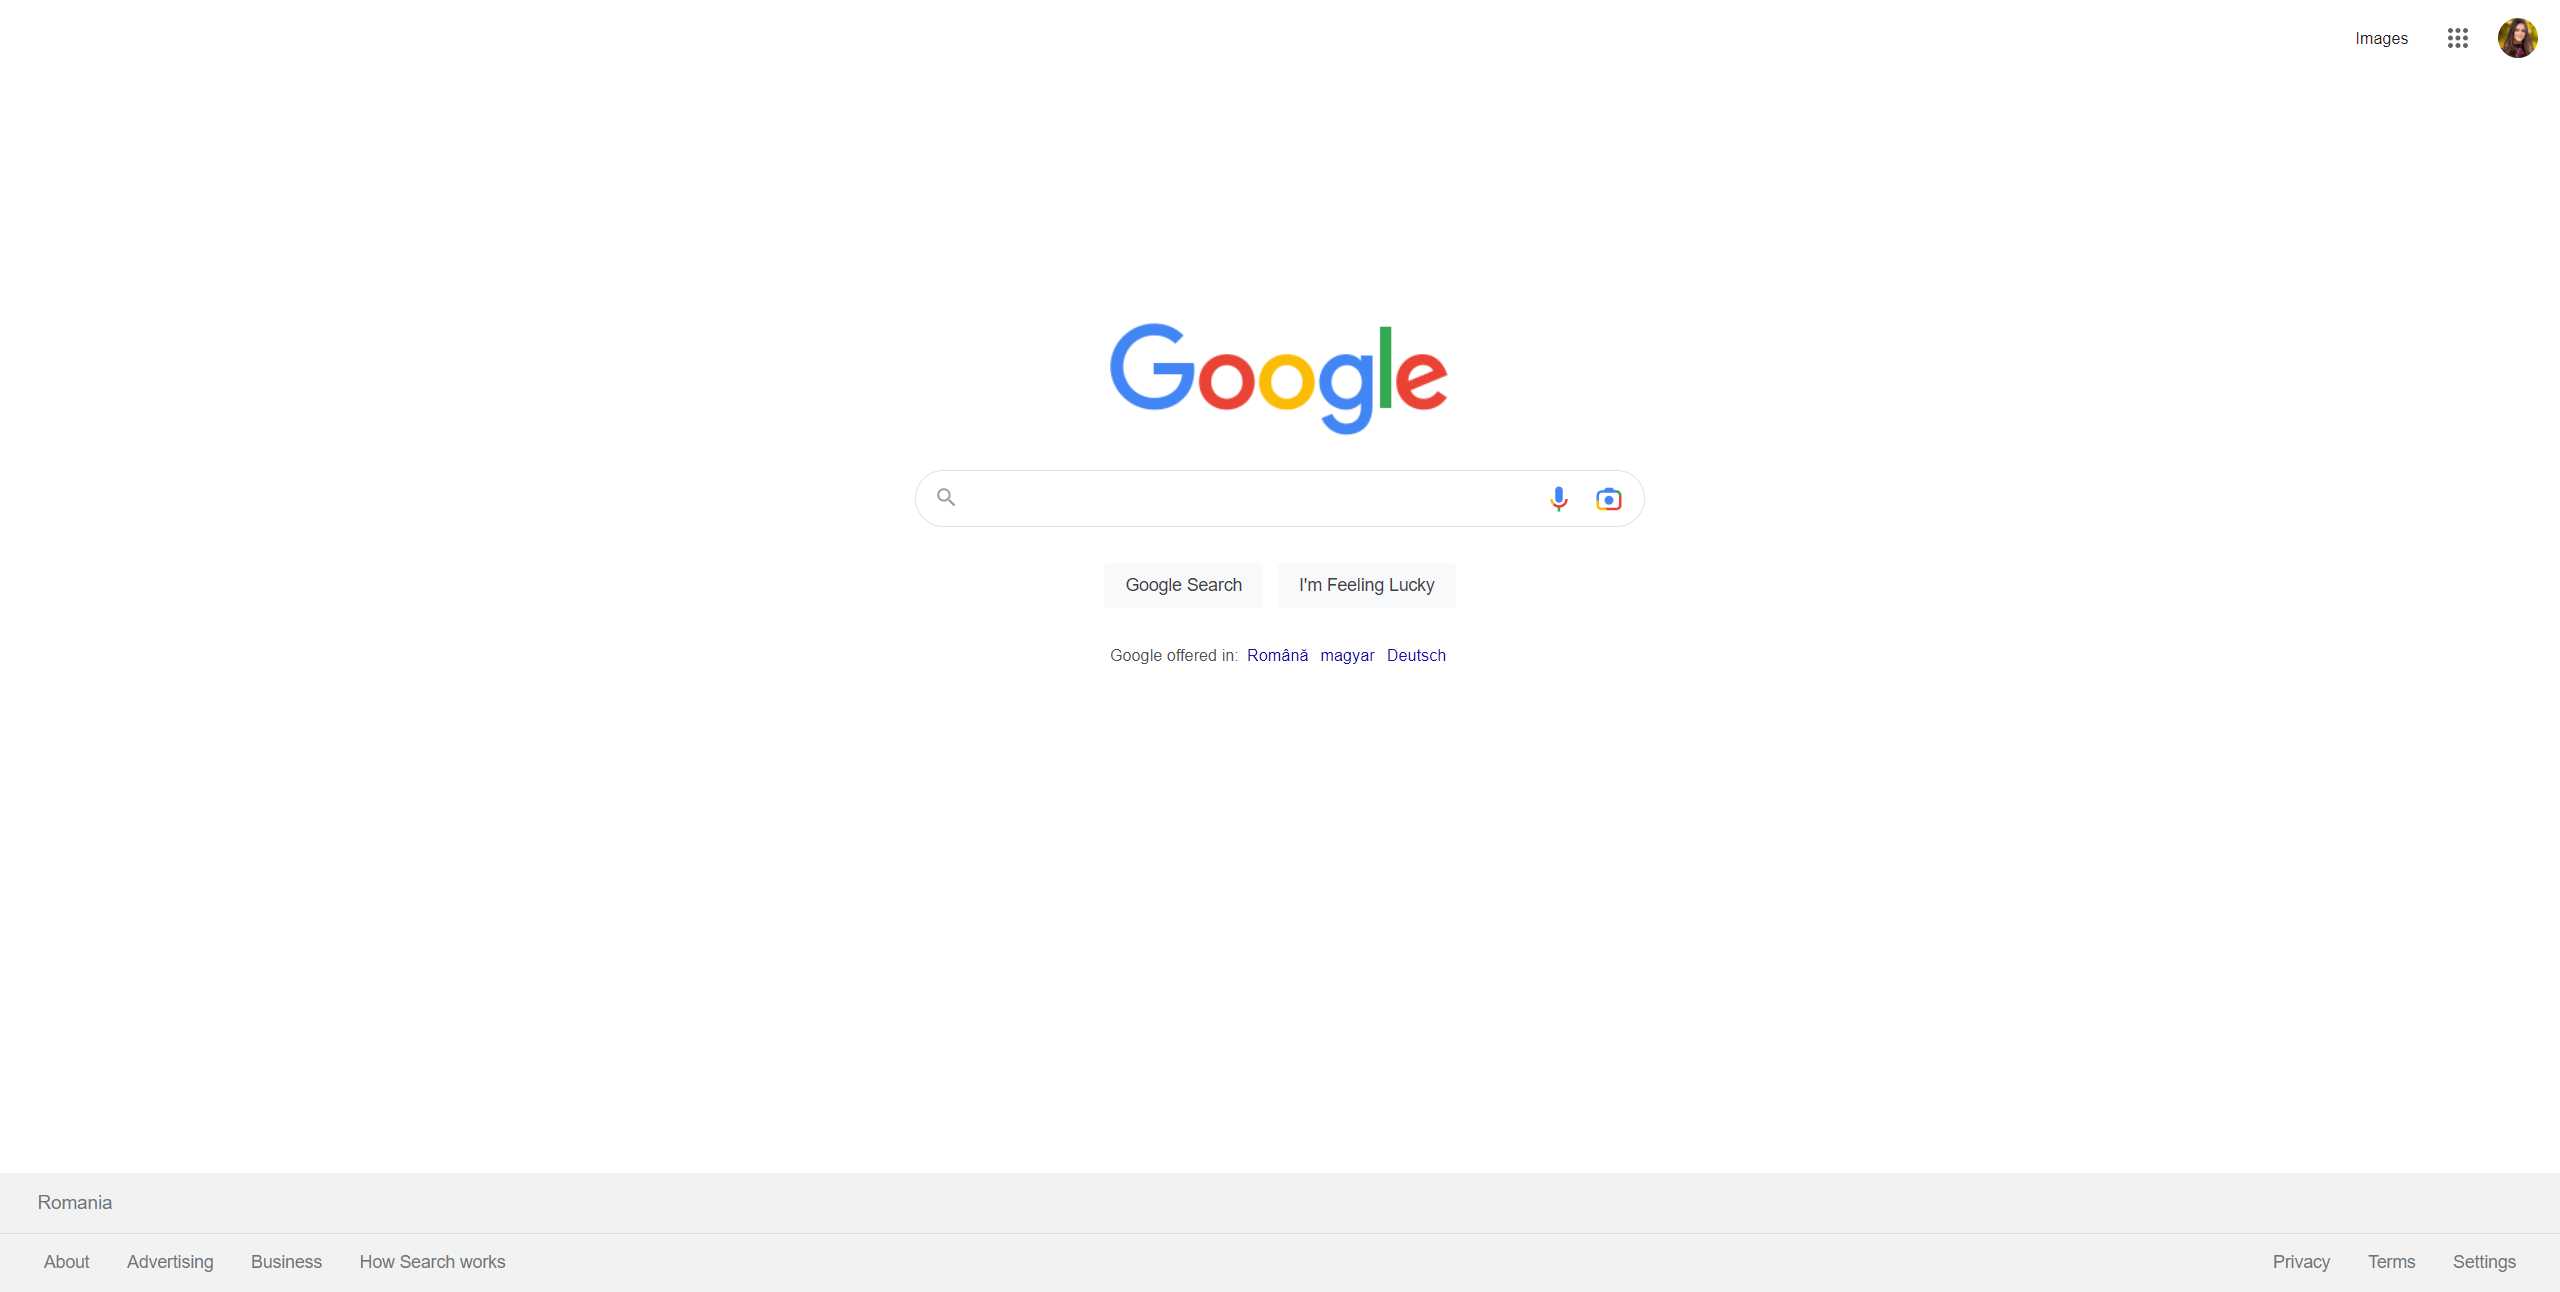 Images
Google
Google Search
I'm Feeling Lucky
Google offered in: Română magyar Deutsch
Romania
About Advertising Business How Search works Privacy Terms Settings